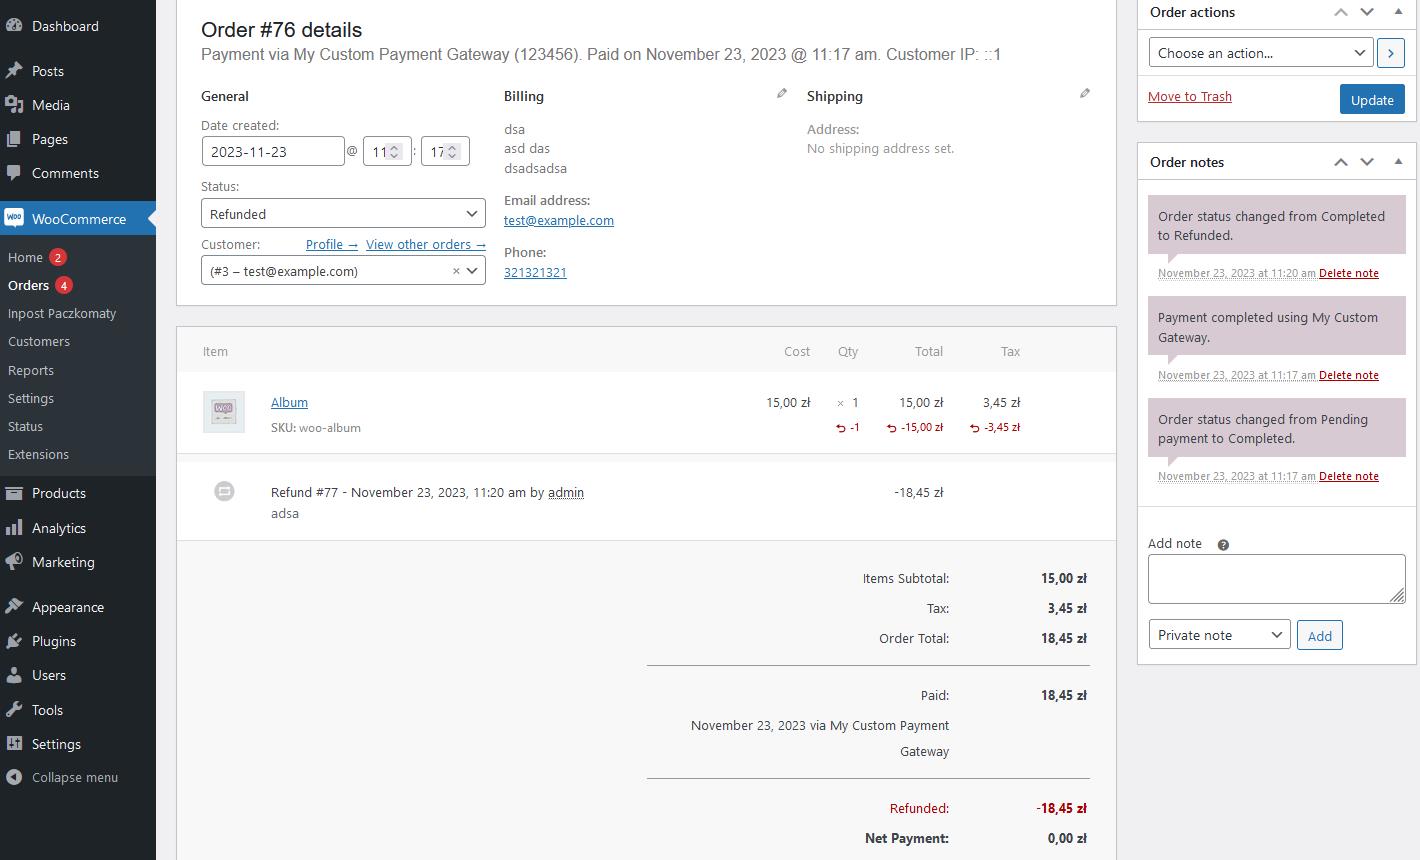 Dashboard
Posts
Media
Pages
Comments
WooCommerce
Home 2
Orders 4
Inpost Paczkomaty
Customers
Reports
Settings
Status
Extensions
Products
Analytics
Marketing
Appearance
Plugins
Users
Tools
Settings
Collapse menu
Order #76 details
Payment via My Custom Payment Gateway (123456). Paid on November 23, 2023 @ 11:17 am. Customer IP: ::1
General
Date created:
2023-11-23 @ 11 : 17
Status:
Refunded
Customer: Profile → View other orders →
(#3 – test@example.com) ×
Billing
dsa
asd das
dsadsadsa
Email address:
test@example.com
Phone:
321321321
Shipping
Address:
No shipping address set.
Item Cost Qty Total Tax
Album 15,00 zł × 1 15,00 zł 3,45 zł
SKU: woo-album -1 -15,00 zł -3,45 zł
Refund #77 - November 23, 2023, 11:20 am by admin -18,45 zł
adsa
Items Subtotal: 15,00 zł
Tax: 3,45 zł
Order Total: 18,45 zł
Paid: 18,45 zł
November 23, 2023 via My Custom Payment
Gateway
Refunded: -18,45 zł
Net Payment: 0,00 zł
Order actions
Choose an action...
Move to Trash Update
Order notes
Order status changed from Completed
to Refunded.
November 23, 2023 at 11:20 am Delete note
Payment completed using My Custom
Gateway.
November 23, 2023 at 11:17 am Delete note
Order status changed from Pending
payment to Completed.
November 23, 2023 at 11:17 am Delete note
Add note ?
Private note Add